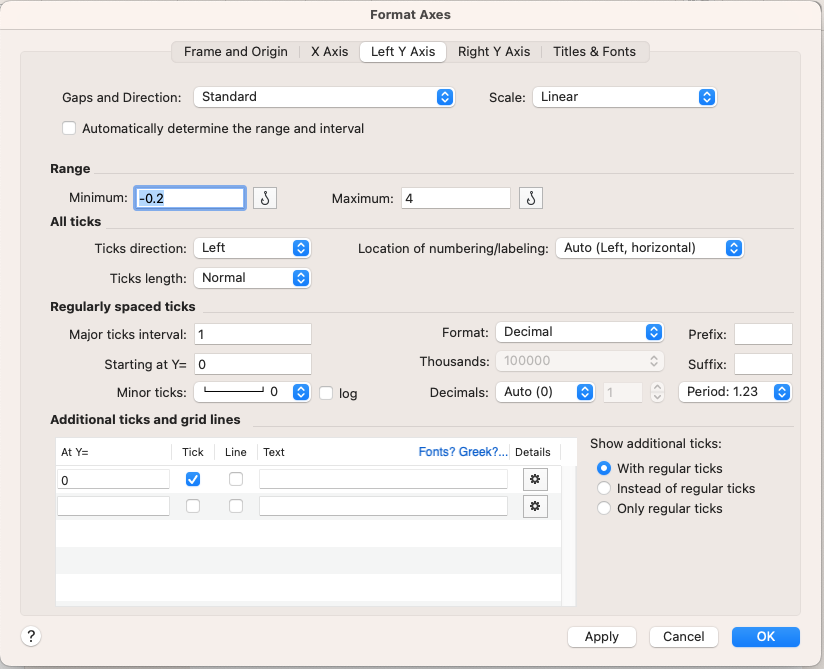 Format Axes
Frame and Origin X Axis Left Y Axis Right Y Axis Titles & Fonts
Gaps and Direction: Standard Scale: Linear
Automatically determine the range and interval
Range
Minimum: -0.2 Maximum: 4
All ticks
Ticks direction: Left Location of numbering/labeling: Auto (Left, horizontal)
Ticks length: Normal
Regularly spaced ticks
Major ticks interval: 1 Format: Decimal Prefix:
Starting at Y= 0 Thousands: 100000 Suffix:
Minor ticks: 0 log Decimals: Auto (0) 1 Period: 1.23
Additional ticks and grid lines
At Y= Tick Line Text Fonts? Greek?... Details
0
Show additional ticks:
With regular ticks
Instead of regular ticks
Only regular ticks
? Apply Cancel OK